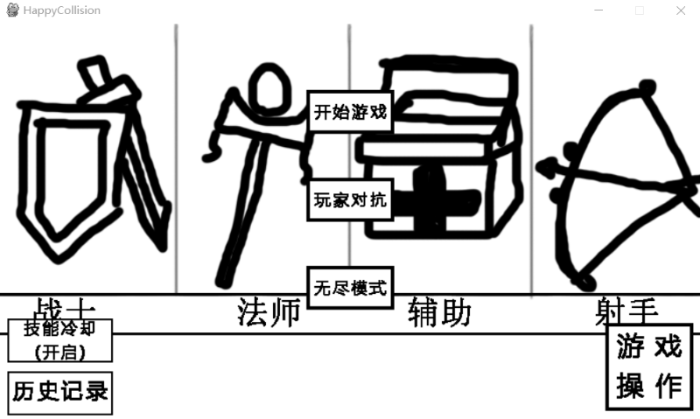 HappyCollision
开始游戏
玩家对抗
无尽模式
战士
法师
辅助
射手
技能冷却
(开启)
历史记录
游戏
操作